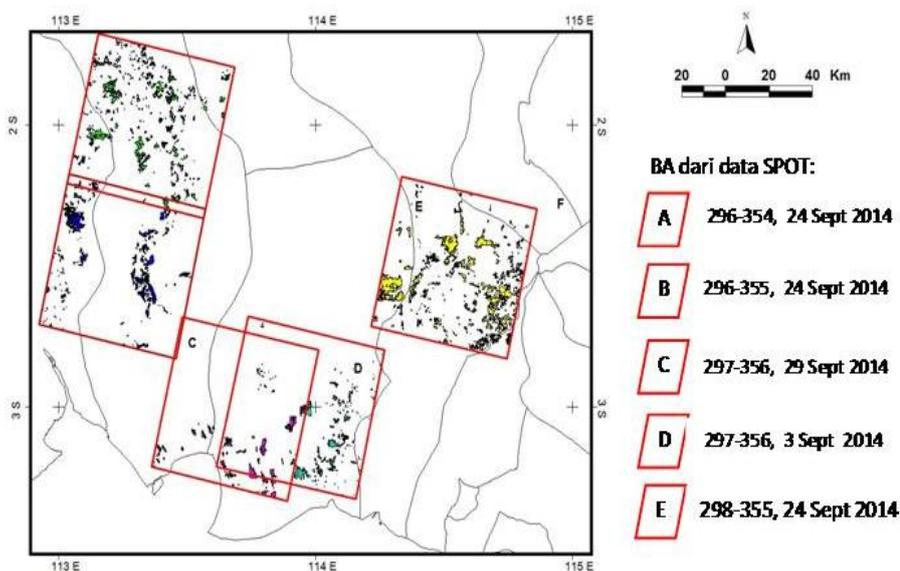 113 E 114 E 115 E
N
20 0 20 40 Km
A
2 S 2 S
BA dari data SPOT:
E F
A 296-354, 24 Sept 2014
B 296-355, 24 Sept 2014
C
D
C 297-356, 29 Sept 2014
3 S 3 S
D 297-356, 3 Sept 2014
E 298-355, 24 Sept 2014
113 E 114 E 115 E